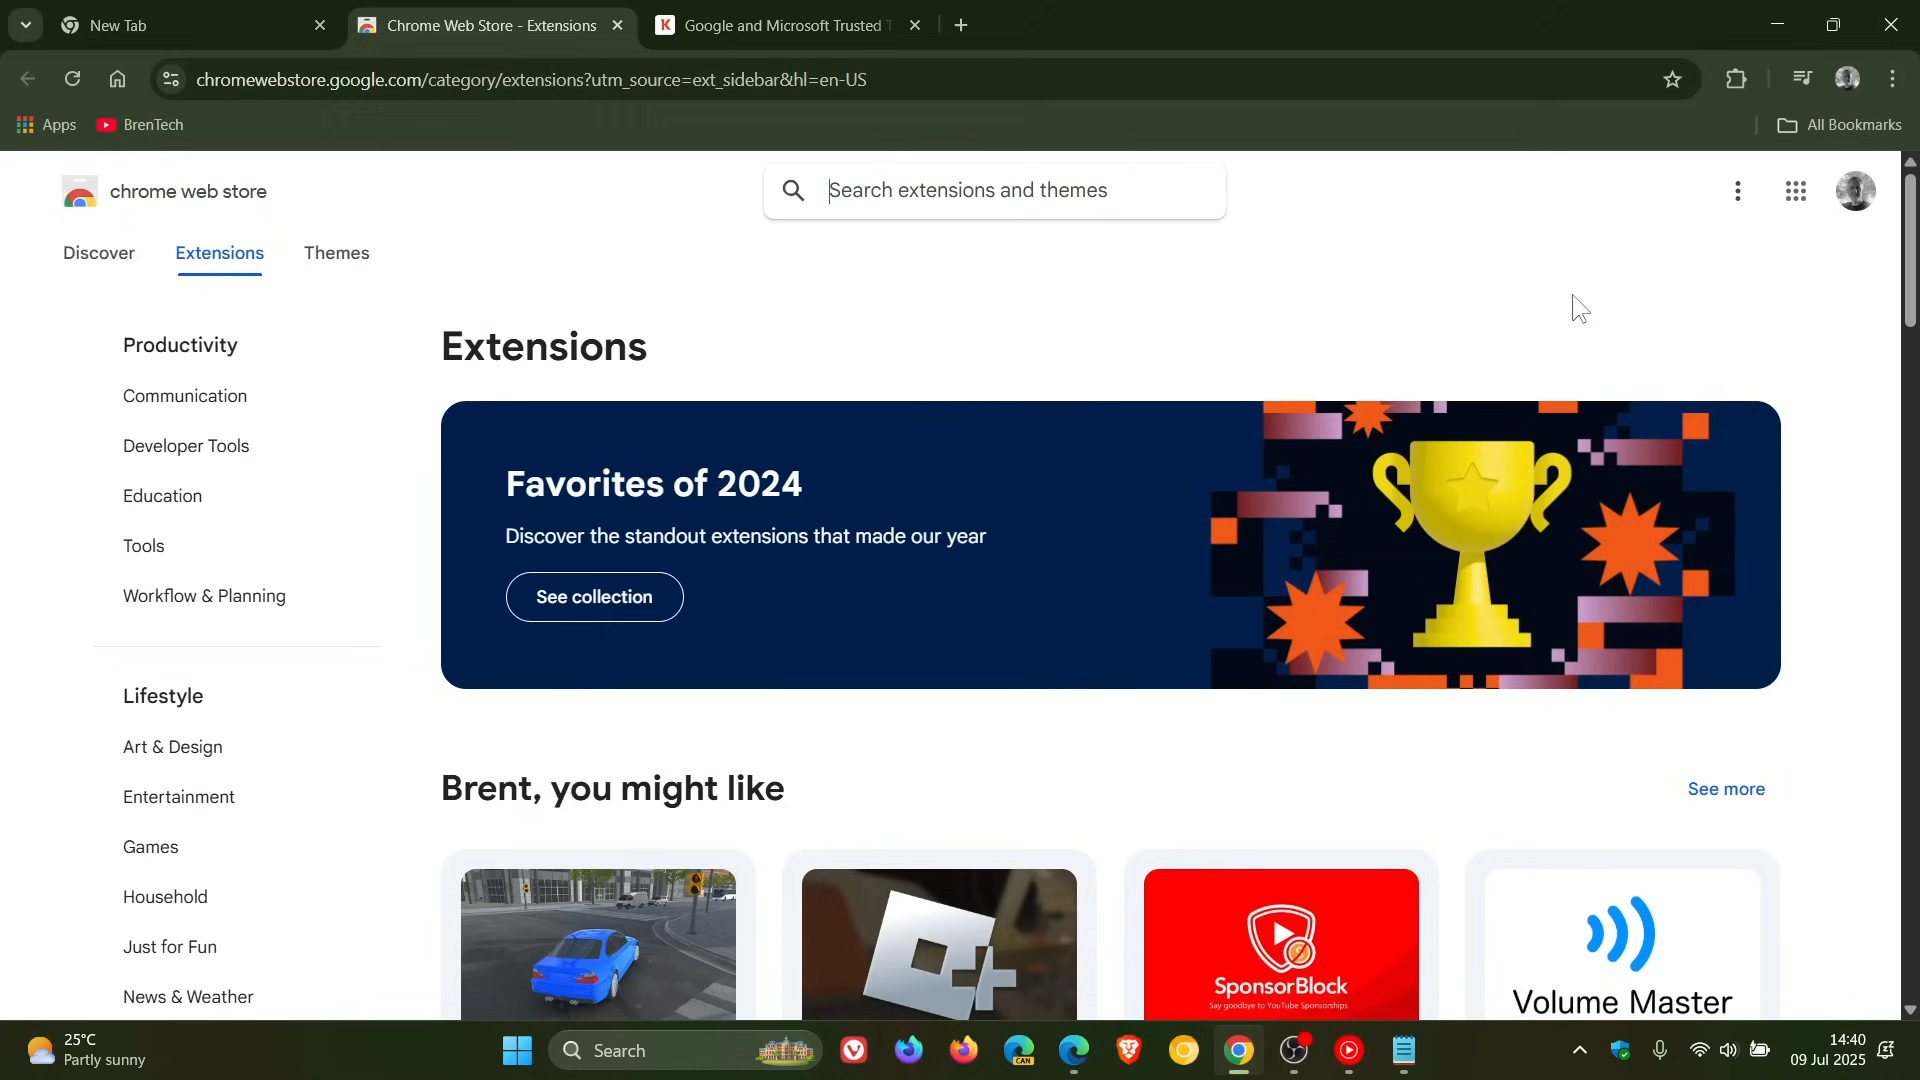 New Tab
Chrome Web Store - Extensions
Google and Microsoft Trusted
chromewebstore.google.com/category/extensions?utm_source=ext_sidebar&hl=en-US
Apps
BrenTech
All Bookmarks
chrome web store
Search extensions and themes
Discover
Extensions
Themes
Productivity
Communication
Developer Tools
Education
Tools
Workflow & Planning
Lifestyle
Art & Design
Entertainment
Games
Household
Just for Fun
News & Weather
Extensions
Favorites of 2024
Discover the standout extensions that made our year
See collection
Brent, you might like
See more
SponsorBlock
Say goodbye to YouTube Sponsorships
Volume Master
25°C
Partly sunny
Search
CAN
14:40
09 Jul 2025